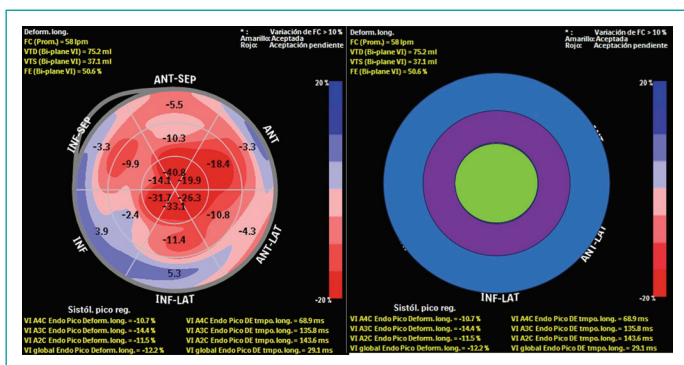 Deform. long.
FC (Prom.) = 58 lpm
VTD (Bi-plane VI) = 75.2 ml
VTS (Bi-plane VI) = 37.1 ml
FE (Bi-plane VI) = 50.6 %
* : Variación de FC > 10 %
Amarillo: Aceptada
Rojo: Aceptación pendiente
ANT-SEP
20 %
-5.5
INF-SEP
ANT
-10.3
-3.3
-3.3
-9.9
-18.4
-40.8
-14.1
-19.9
-31.7
-26.3
-33.1
-2.4
-10.8
3.9
-4.3
-11.4
INF
ANT-LAT
5.3
INF-LAT
-20 %
Sistól. pico reg.
VI A4C Endo Pico Deform. long. = -10.7 %
VI A3C Endo Pico Deform. long. = -14.4 %
VI A2C Endo Pico Deform. long. = -11.5 %
VI global Endo Pico Deform. long. = -12.2 %
VI A4C Endo Pico DE tmpo. long. = 68.9 ms
VI A3C Endo Pico DE tmpo. long. = 135.8 ms
VI A2C Endo Pico DE tmpo. long. = 143.6 ms
VI global Endo Pico DE tmpo. long. = 29.1 ms
Deform. long.
FC (Prom.) = 58 lpm
VTD (Bi-plane VI) = 75.2 ml
VTS (Bi-plane VI) = 37.1 ml
FE (Bi-plane VI) = 50.6 %
* : Variación de FC > 10 %
Amarillo: Aceptada
Rojo: Aceptación pendiente
20 %
ANT-LAT
INF-LAT
-20 %
Sistól. pico reg.
VI A4C Endo Pico Deform. long. = -10.7 %
VI A3C Endo Pico Deform. long. = -14.4 %
VI A2C Endo Pico Deform. long. = -11.5 %
VI global Endo Pico Deform. long. = -12.2 %
VI A4C Endo Pico DE tmpo. long. = 68.9 ms
VI A3C Endo Pico DE tmpo. long. = 135.8 ms
VI A2C Endo Pico DE tmpo. long. = 143.6 ms
VI global Endo Pico DE tmpo. long. = 29.1 ms